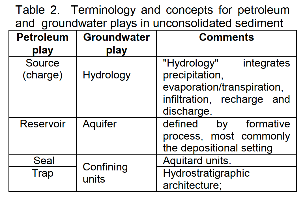 Table 2. Terminology and concepts for petroleum
and groundwater plays in unconsolidated sediment
Petroleum play Groundwater play Comments
Source (charge) Hydrology "Hydrology" integrates
precipitation,
evaporation/transpiration,
infiltration, recharge and
discharge.
Reservoir Aquifer defined by formative
process, most commonly
the depositional setting
Seal Confining units Aquitard units.
Trap Hydrostratigraphic
architecture;